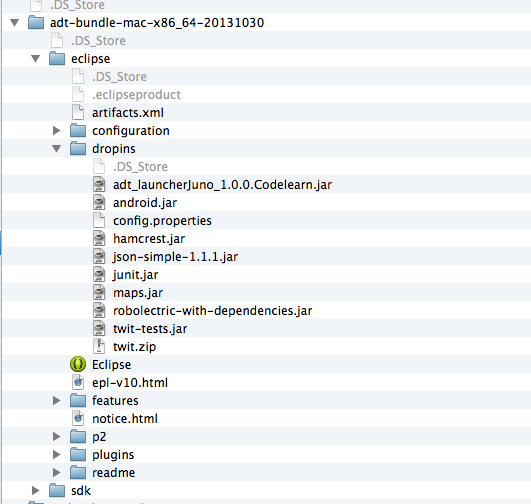 .DS_Store
adt-bundle-mac-x86_64-20131030
.DS_Store
eclipse
.DS_Store
.eclipseproduct
artifacts.xml
configuration
dropins
.DS_Store
adt_launcherJuno_1.0.0.Codelearn.jar
android.jar
config.properties
hamcrest.jar
json-simple-1.1.1.jar
junit.jar
maps.jar
robolectric-with-dependencies.jar
twit-tests.jar
twit.zip
Eclipse
epl-v10.html
features
notice.html
p2
plugins
readme
sdk